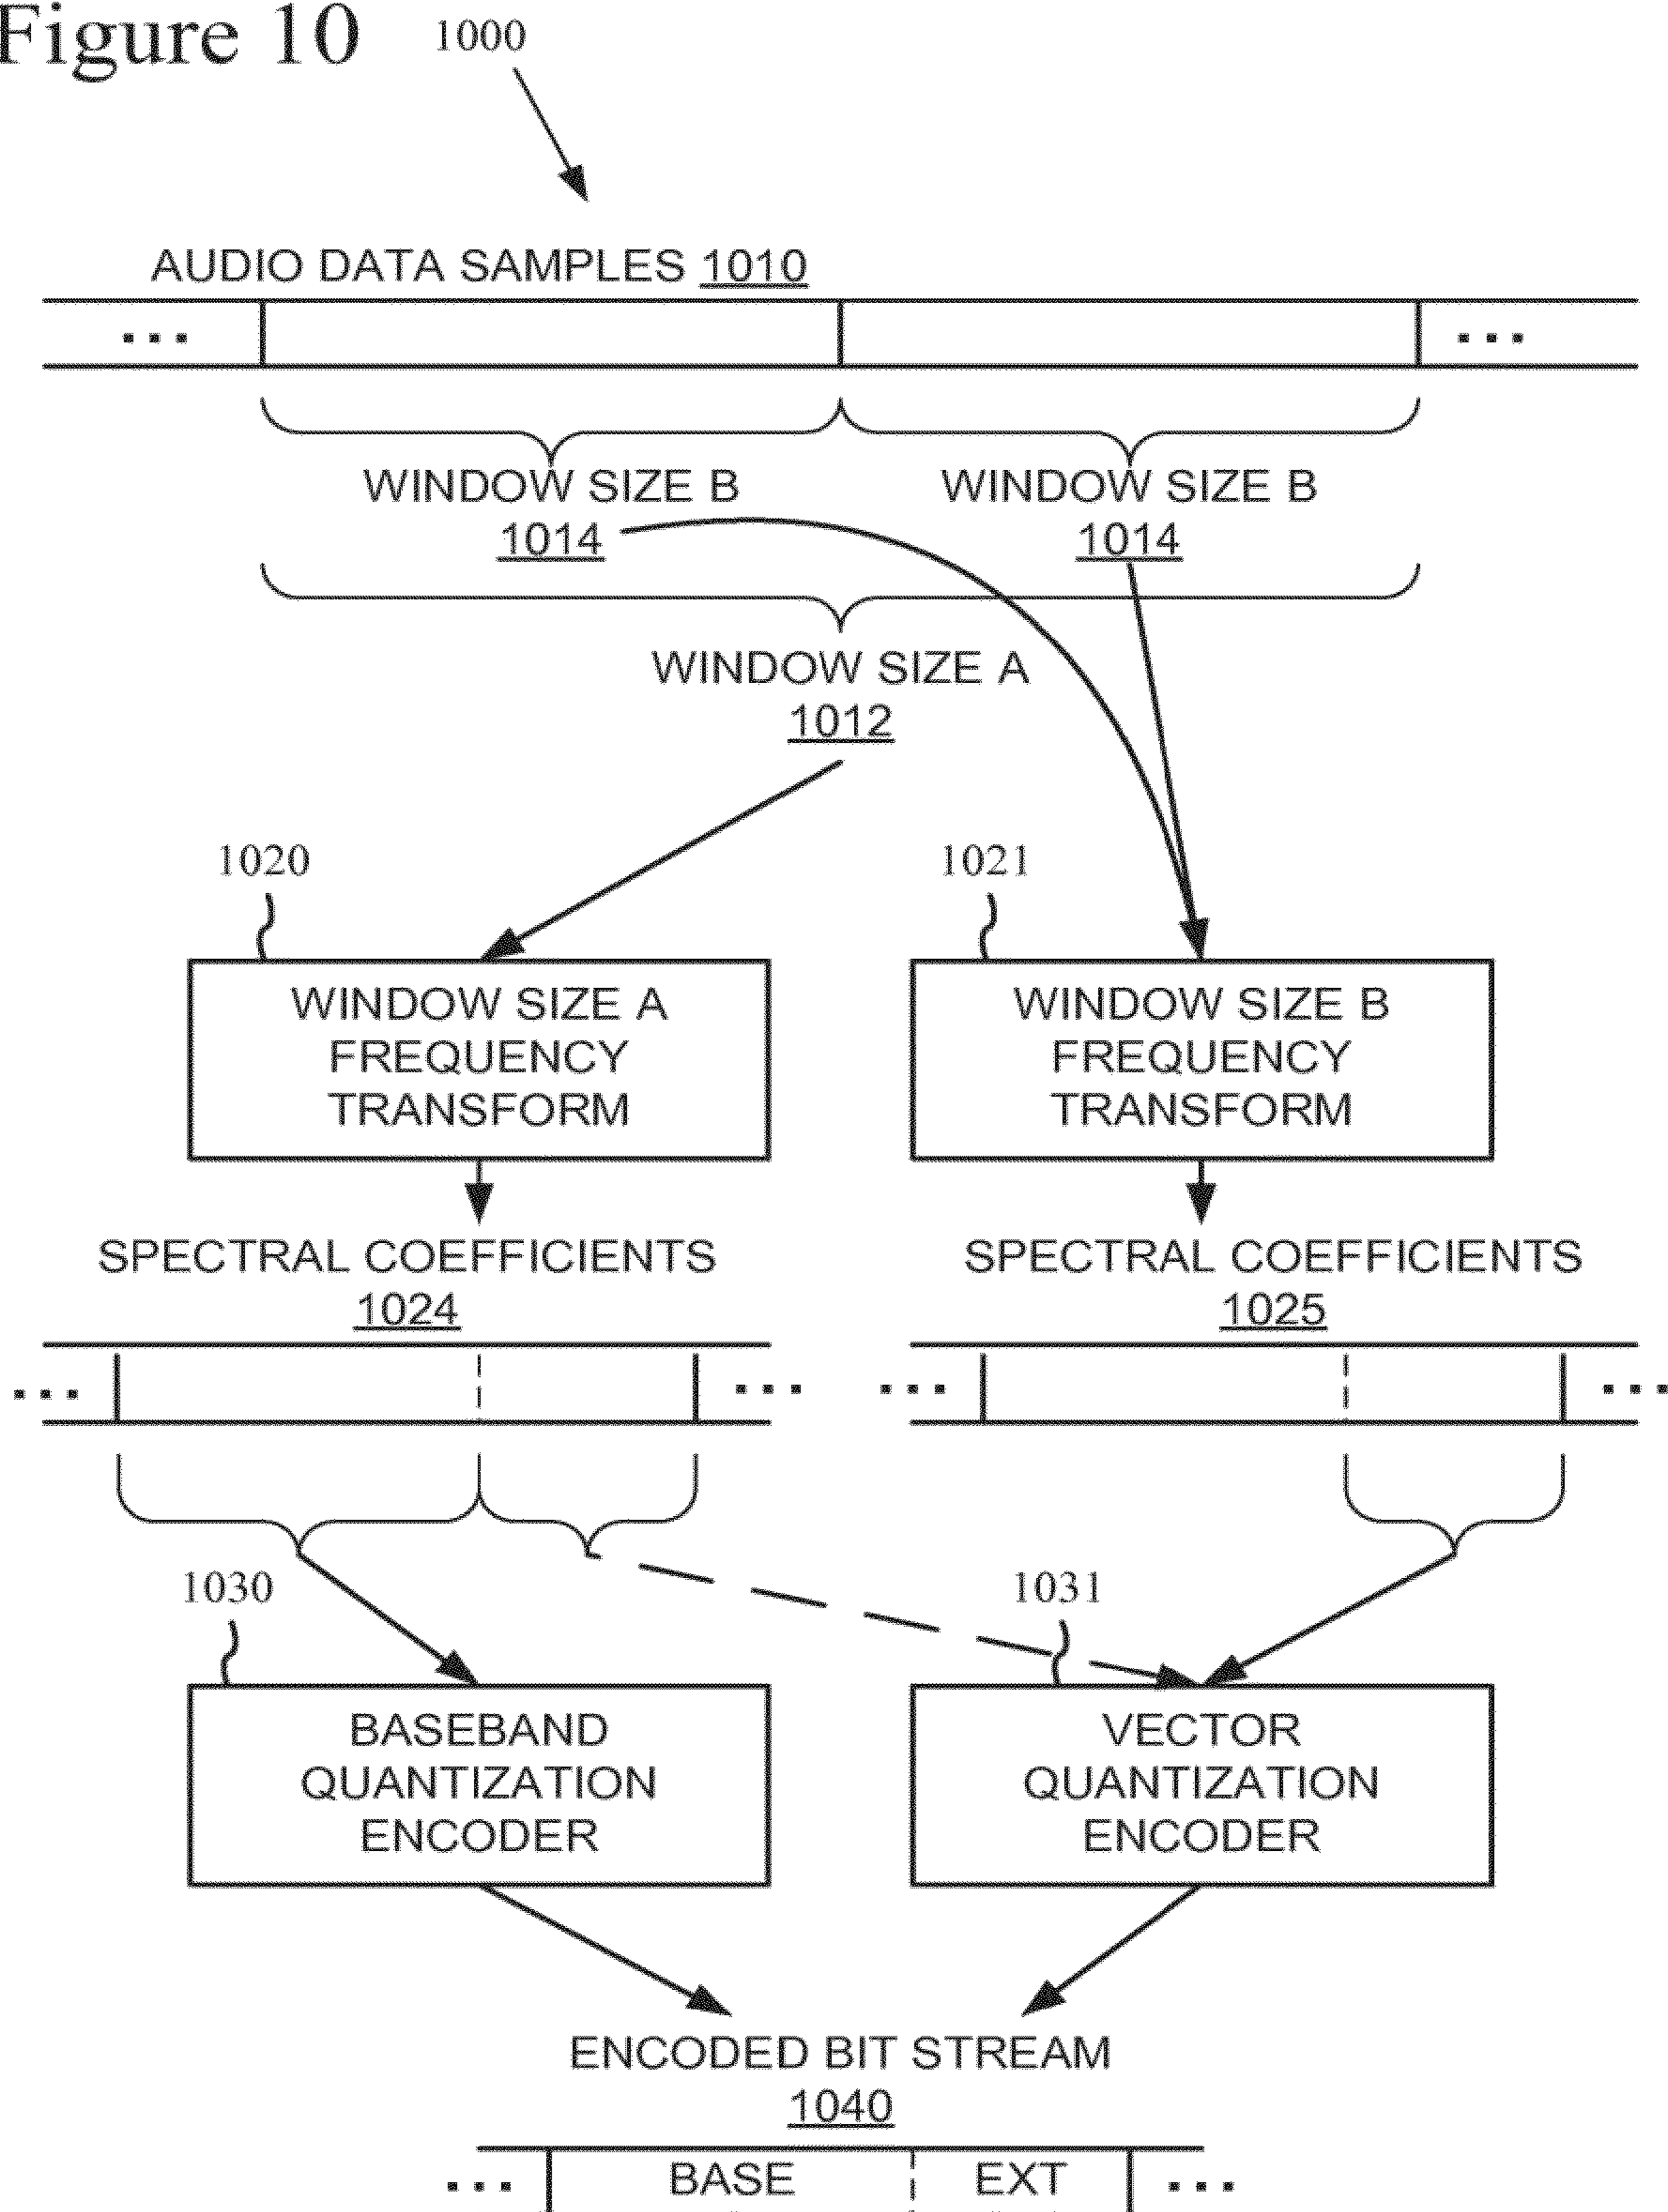 Figure 10
1000
AUDIO DATA SAMPLES 1010
... ...
WINDOW SIZE B WINDOW SIZE B
1014 1014
WINDOW SIZE A
1012
1020 1021
WINDOW SIZE A WINDOW SIZE B
FREQUENCY FREQUENCY
TRANSFORM TRANSFORM
SPECTRAL COEFFICIENTS SPECTRAL COEFFICIENTS
1024 1025
... ... ... ...
1030 1031
BASEBAND VECTOR
QUANTIZATION QUANTIZATION
ENCODER ENCODER
ENCODED BIT STREAM
1040
... BASE EXT ...